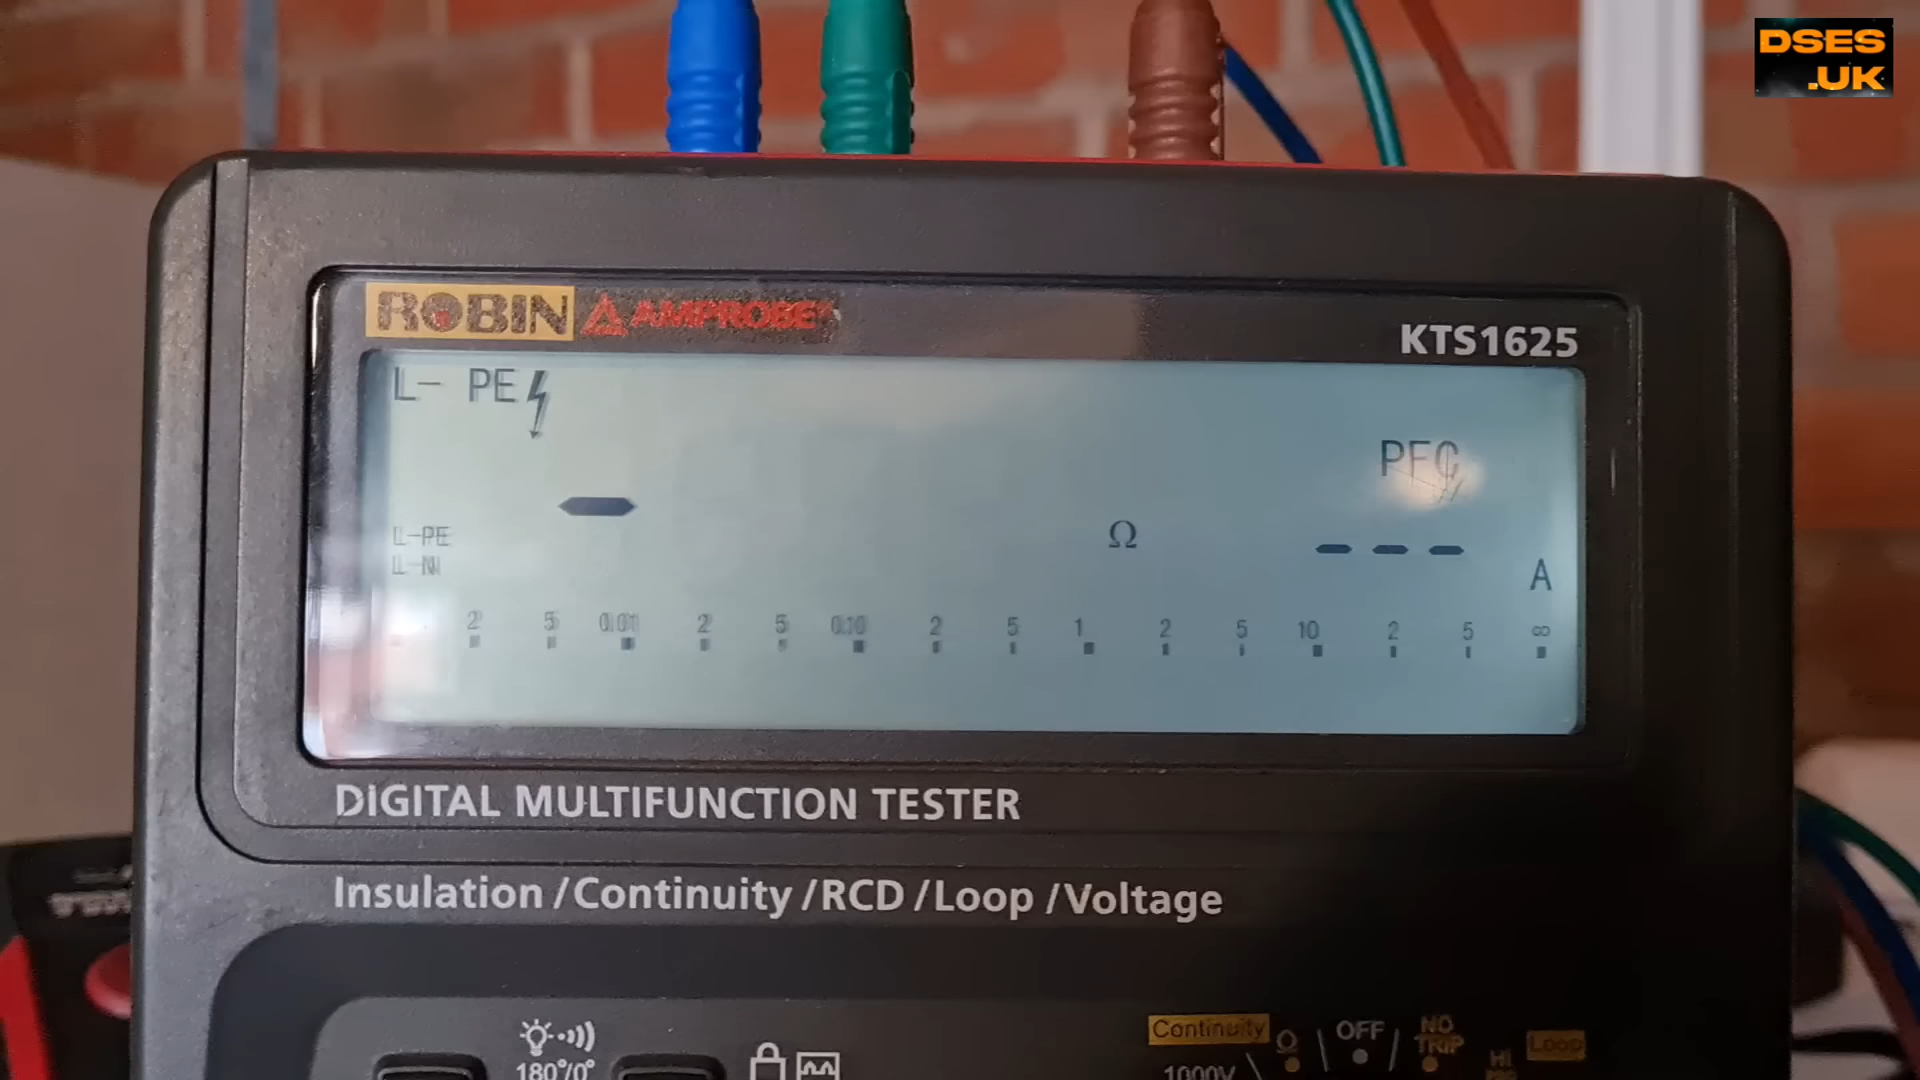 DSES
.UK
ROBIN AMPROBE
KTS1625
L- PE
PFC
L-PE
Ω
- - -
L-N
A
2 5 0.01 2 5 0.10 2 5 1 2 5 10 2 5 ∞
DIGITAL MULTIFUNCTION TESTER
Insulation /Continuity /RCD /Loop /Voltage
Continuity Ω OFF NO TRIP HI Loop
180°/0°
1000V